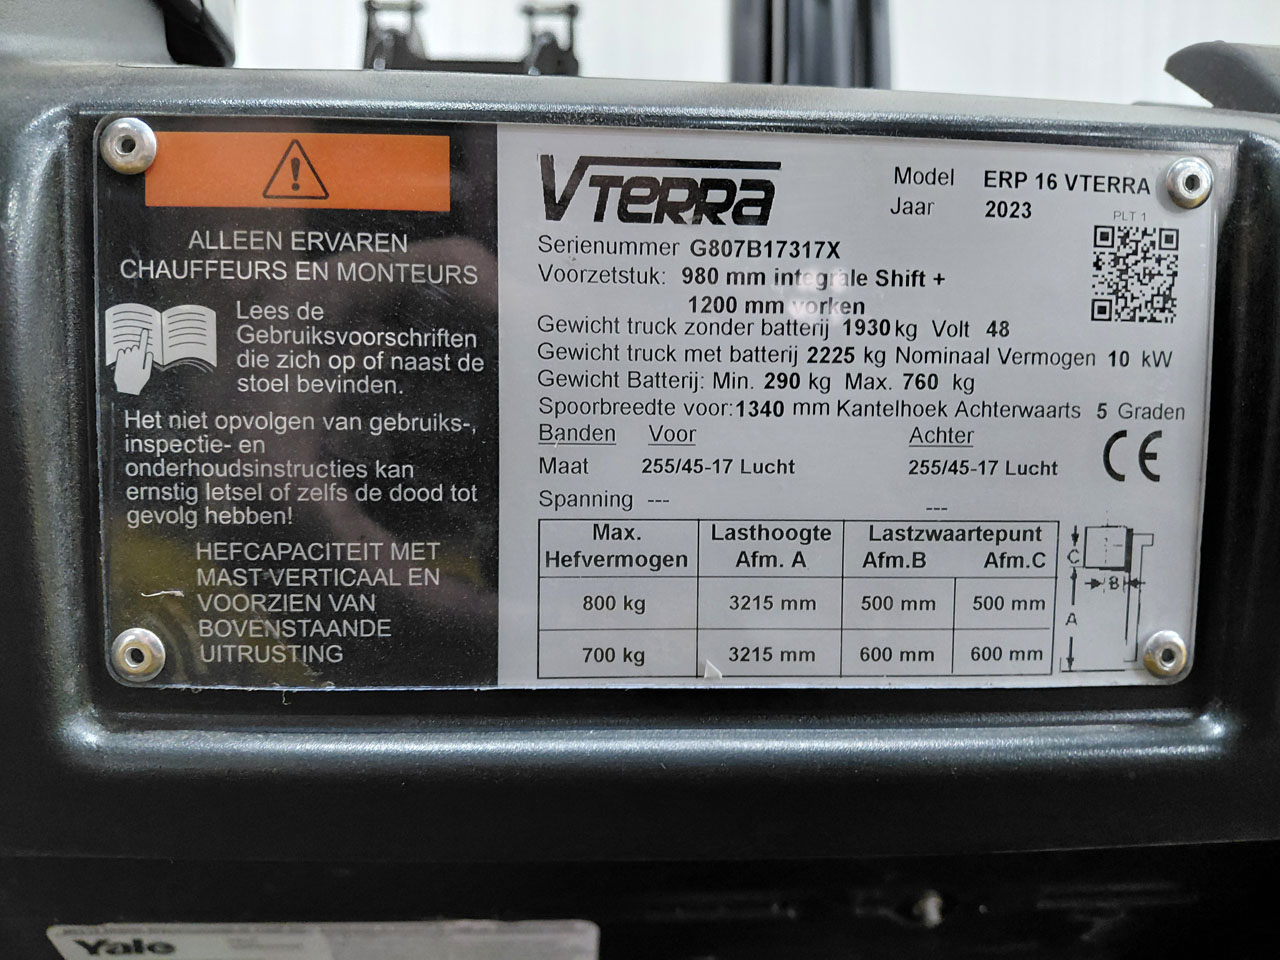 ALLEEN ERVAREN
CHAUFFEURS EN MONTEURS
Lees de
Gebruiksvoorschriften
die zich op of naast de
stoel bevinden.
Het niet opvolgen van gebruiks-,
inspectie- en
onderhoudsinstructies kan
ernstig letsel of zelfs de dood tot
gevolg hebben!
HEFCAPACITEIT MET
MAST VERTICAAL EN
VOORZIEN VAN
BOVENSTAANDE
UITRUSTING
VTERRA
Model ERP 16 VTERRA
Jaar 2023
PLT 1
Serienummer G807B17317X
Voorzetstuk: 980 mm integrale Shift +
1200 mm vorken
Gewicht truck zonder batterij 1930 kg Volt 48
Gewicht truck met batterij 2225 kg Nominaal Vermogen 10 kW
Gewicht Batterij: Min. 290 kg Max. 760 kg
Spoorbreedte voor: 1340 mm Kantelhoek Achterwaarts 5 Graden
Banden Voor Achter
Maat 255/45-17 Lucht 255/45-17 Lucht
Spanning --- ---
CE
Max. Lasthoogte Lastzwaartepunt
Hefvermogen Afm. A Afm.B Afm.C
800 kg 3215 mm 500 mm 500 mm
700 kg 3215 mm 600 mm 600 mm
C
B
A
Yale